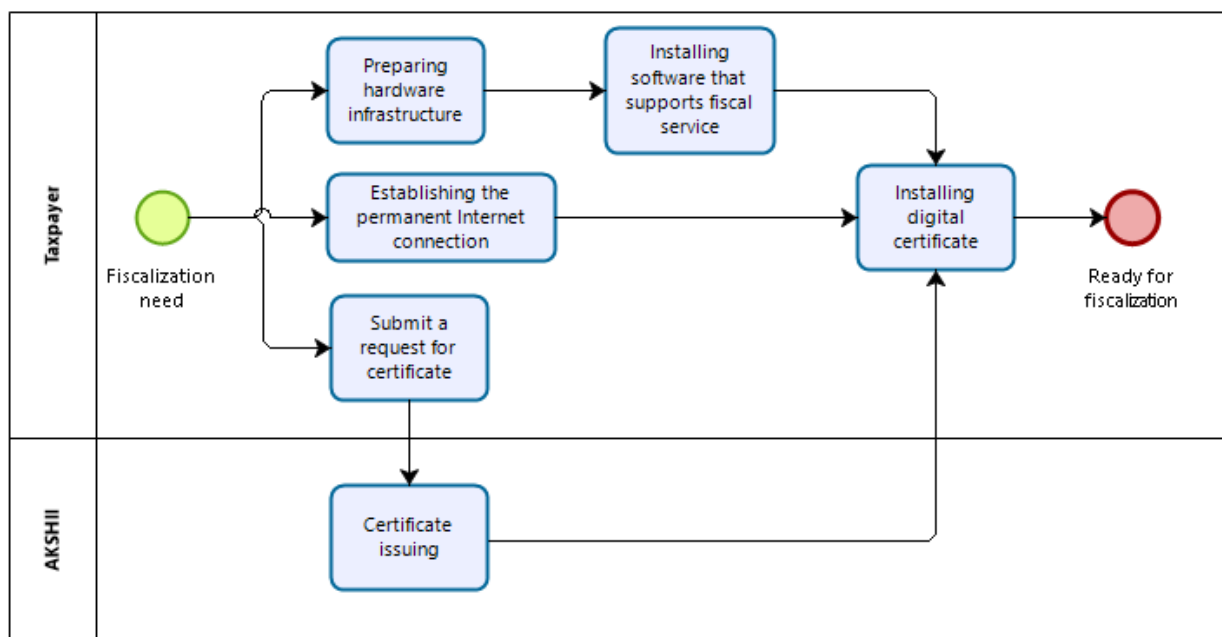 Taxpayer
Preparing
hardware
infrastructure
Installing
software that
supports fiscal
service
Establishing the
permanent Internet
connection
Installing
digital
certificate
Fiscalization
need
Ready for
fiscalization
Submit a
request for
certificate
AKSHII
Certificate
issuing